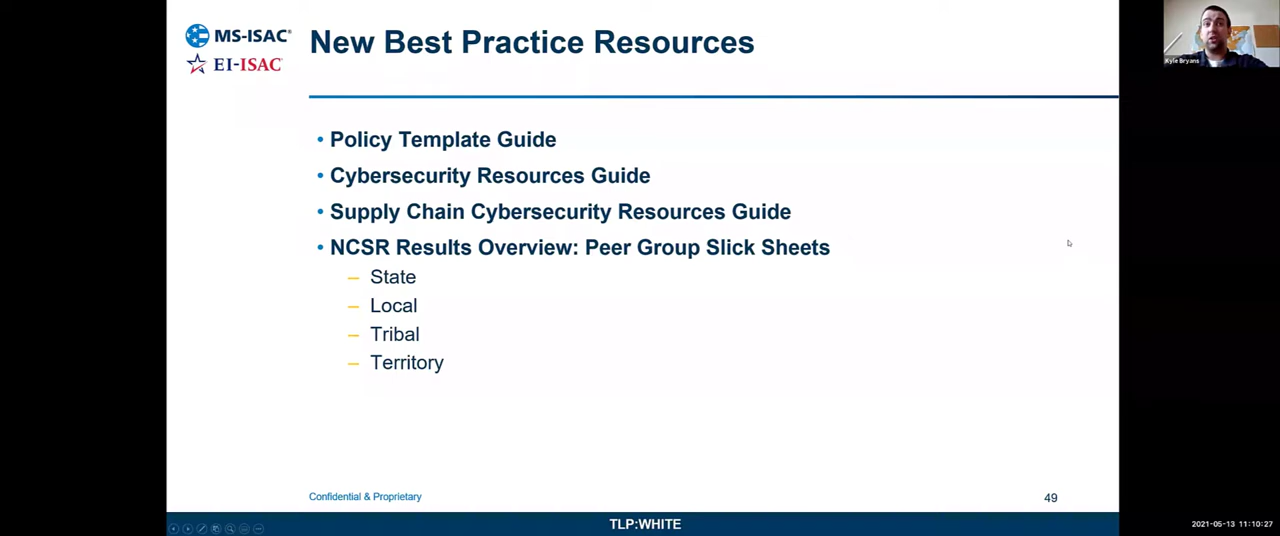 MS-ISAC®
EI-ISAC
New Best Practice Resources
• Policy Template Guide
• Cybersecurity Resources Guide
• Supply Chain Cybersecurity Resources Guide
• NCSR Results Overview: Peer Group Slick Sheets
– State
– Local
– Tribal
– Territory
Confidential & Proprietary
49
TLP:WHITE
Kyle Bryans
2021-05-13 11:10:27